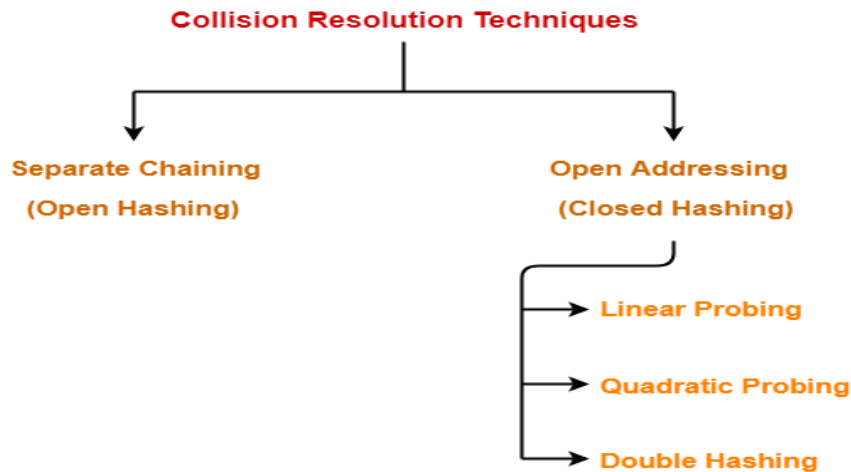 Collision Resolution Techniques
Separate Chaining
(Open Hashing)
Open Addressing
(Closed Hashing)
Linear Probing
Quadratic Probing
Double Hashing